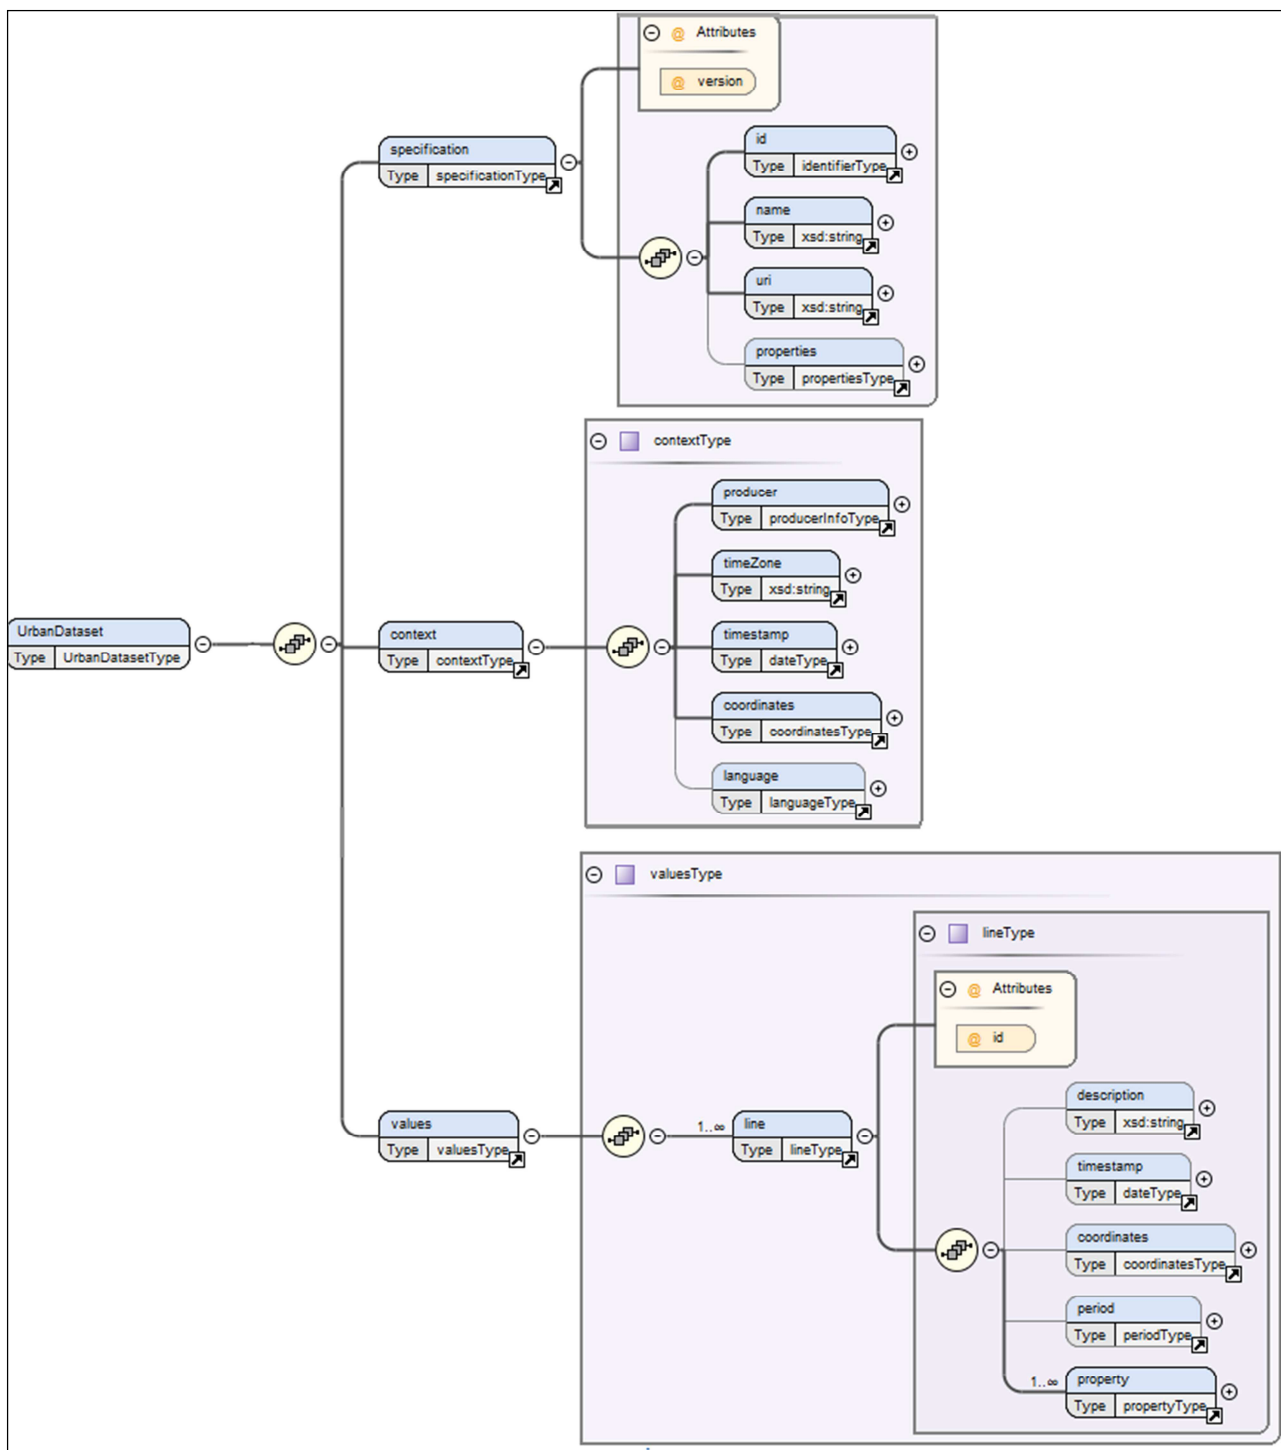 @ Attributes
@ version
specification
Type specificationType
id
Type identifierType
name
Type xsd:string
uri
Type xsd:string
properties
Type propertiesType
contextType
producer
Type producerInfoType
timeZone
Type xsd:string
UrbanDataset
Type UrbanDatasetType
context
Type contextType
timestamp
Type dateType
coordinates
Type coordinatesType
language
Type languageType
valuesType
lineType
@ Attributes
@ id
values
Type valuesType
1..∞
line
Type lineType
description
Type xsd:string
timestamp
Type dateType
coordinates
Type coordinatesType
period
Type periodType
1..∞
property
Type propertyType